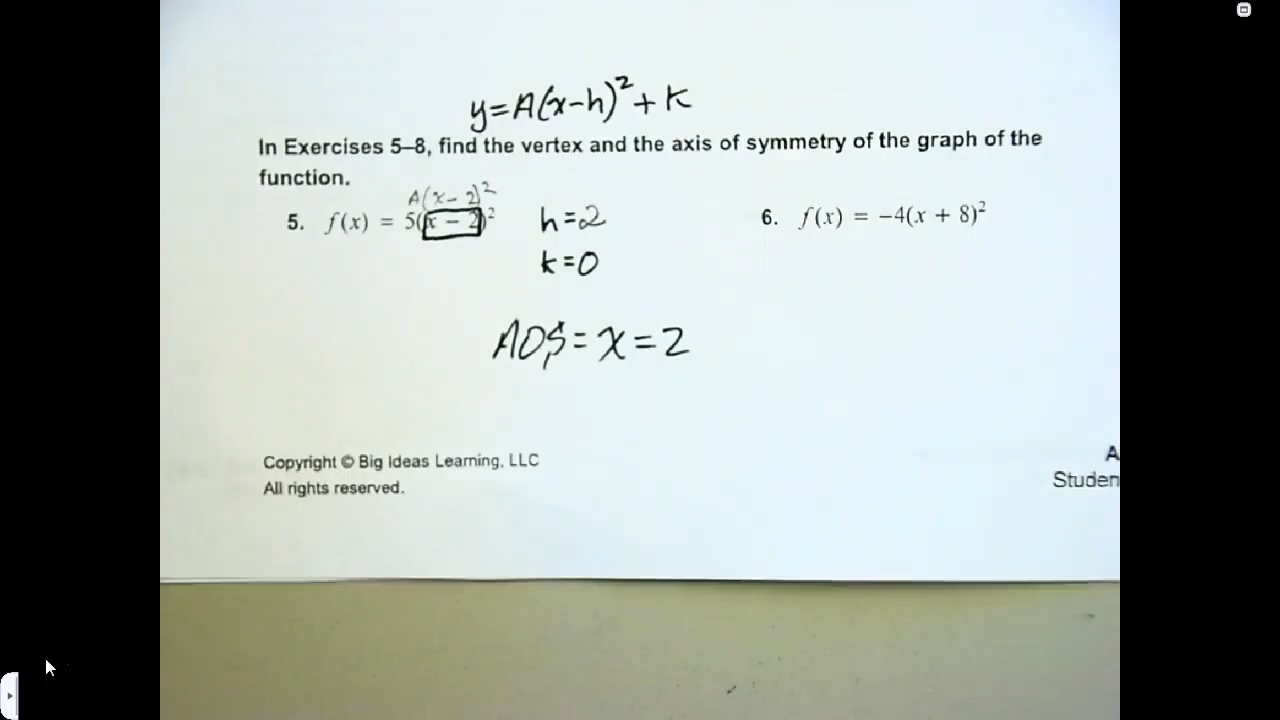 y=A(x-h)²+k
In Exercises 5–8, find the vertex and the axis of symmetry of the graph of the
function.
A(x-2)²
5. f(x) = 5(x − 2)² h=2 6. f(x) = −4(x + 8)²
k=0
AOS=x=2
Copyright © Big Ideas Learning, LLC A
All rights reserved. Studen